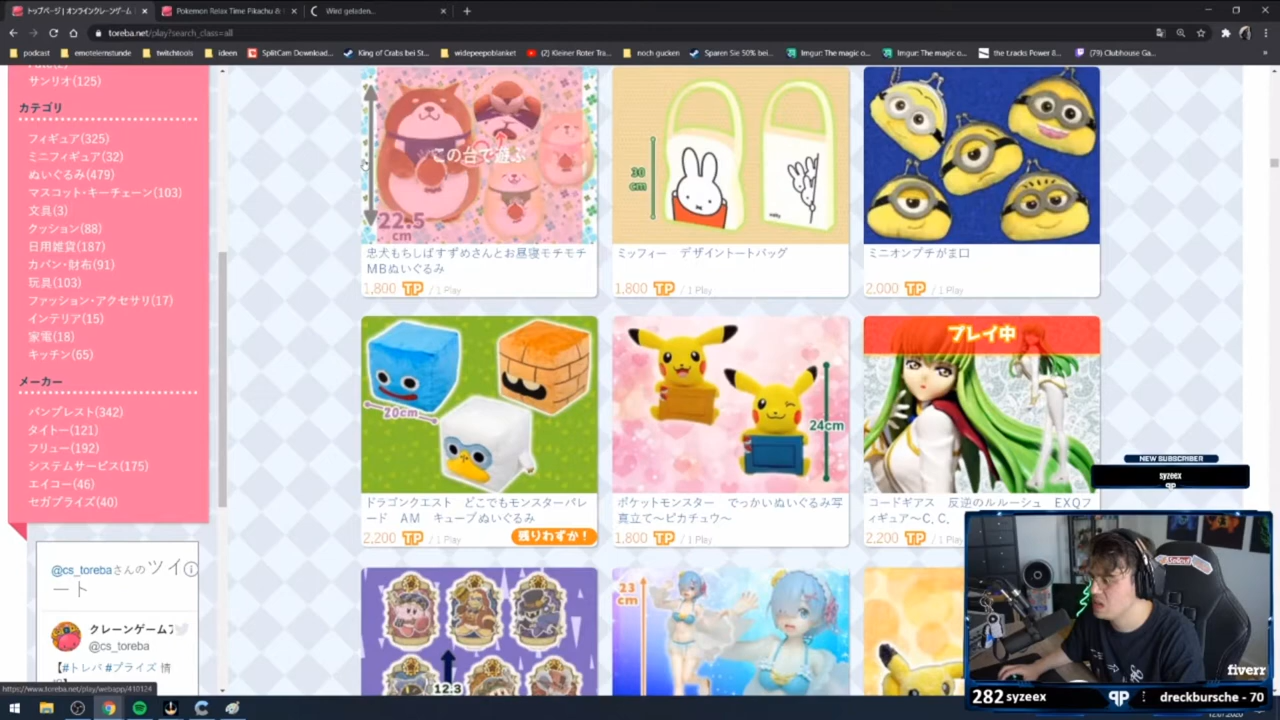 トップページ | オンラインクレーンゲーム
Pokemon Relax Time Pikachu & !
Wird geladen...
toreba.net/play?search_class=all
podcast
emotelernstunde
twitchtools
ideen
SplitCam Download...
King of Crabs bei St...
widepeepoblanket
(2) Kleiner Roter Tra...
noch gucken
Sparen Sie 50% bei...
Imgur: The magic o...
Imgur: The magic o...
the t.racks Power 8...
(79) Clubhouse Ga...
サンリオ(125)
カテゴリ
フィギュア(325)
ミニフィギュア(32)
ぬいぐるみ(479)
マスコット・キーチェーン(103)
文具(3)
クッション(88)
日用雑貨(187)
カバン・財布(91)
玩具(103)
ファッション・アクセサリ(17)
インテリア(15)
家電(18)
キッチン(65)
メーカー
バンプレスト(342)
タイトー(121)
フリュー(192)
システムサービス(175)
エイコー(46)
セガプライズ(40)
@cs_torebaさんのツイ
ート
クレーンゲーム
@cs_toreba
【#トレバ #プライズ 情
https://www.toreba.net/play/webapp/410124
この台で遊ぶ
22.5
cm
忠犬もちしばすずめさんとお昼寝モチモチ
MBぬいぐるみ
1,800 TP / 1 Play
30
cm
ミッフィー デザイントートバッグ
1,800 TP / 1 Play
ミニオンプチがま口
2,000 TP / 1 Play
20cm
ドラゴンクエスト どこでもモンスターパレ
ード AM キューブぬいぐるみ
2,200 TP / 1 Play
残りわずか！
24cm
ポケットモンスター でっかいぬいぐるみ写
真立て～ピカチュウ～
1,800 TP / 1 Play
プレイ中
コードギアス 反逆のルルーシュ EXQフ
ィギュア～C.C.
2,200 TP / 1 Play
12.3
23
cm
NEW SUBSCRIBER
syzeex
fiverr
282 syzeex
dreckbursche - 70